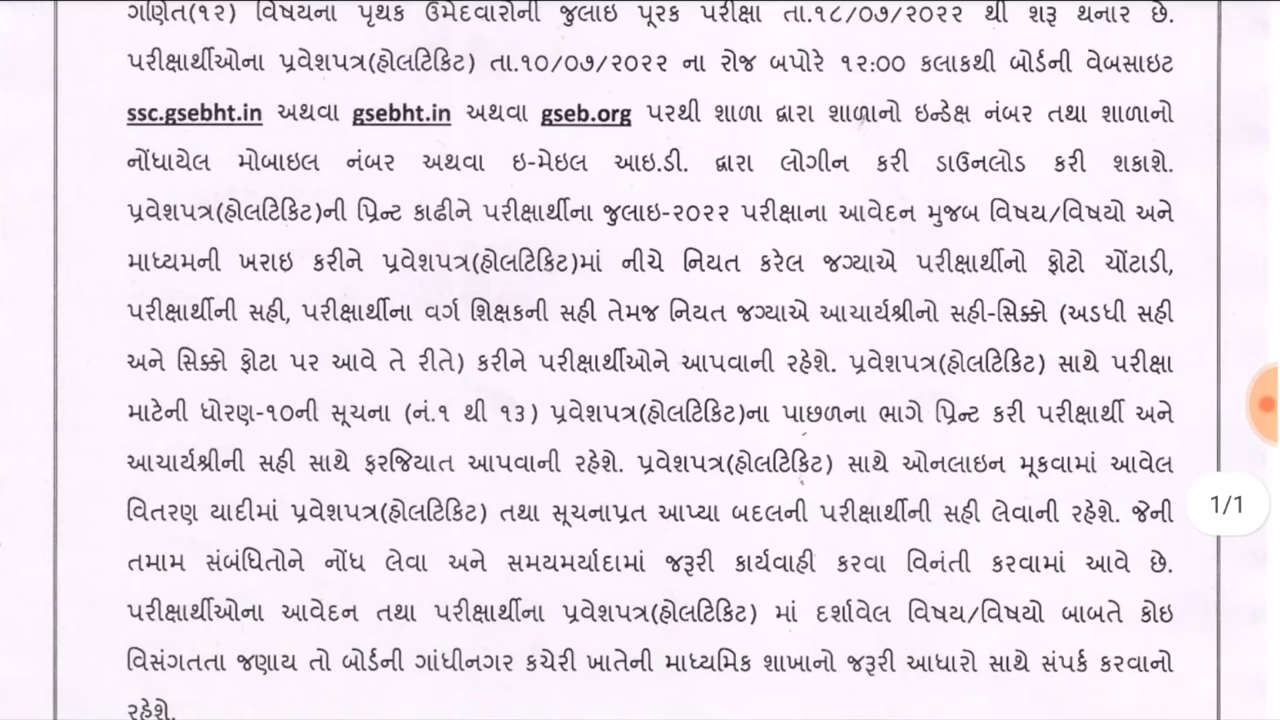 ગણિત(૧૨) વિષયના પૃથક ઉમેદવારોની જુલાઇ પૂરક પરીક્ષા તા.૧૮/૦૭/૨૦૨૨ થી શરૂ થનાર છે.
પરીક્ષાર્થીઓના પ્રવેશપત્ર(હોલટિકિટ) તા.૧૦/૦૭/૨૦૨૨ ના રોજ બપોરે ૧૨:૦૦ કલાકથી બોર્ડની વેબસાઇટ
ssc.gsebht.in અથવા gsebht.in અથવા gseb.org પરથી શાળા દ્વારા શાળાનો ઇન્ડેક્ષ નંબર તથા શાળાનો
નોંધાયેલ મોબાઇલ નંબર અથવા ઇ-મેઇલ આઇ.ડી. દ્વારા લોગીન કરી ડાઉનલોડ કરી શકાશે.
પ્રવેશપત્ર(હોલટિકિટ)ની પ્રિન્ટ કાઢીને પરીક્ષાર્થીના જુલાઇ-૨૦૨૨ પરીક્ષાના આવેદન મુજબ વિષય/વિષયો અને
માધ્યમની ખરાઇ કરીને પ્રવેશપત્ર(હોલટિકિટ)માં નીચે નિયત કરેલ જગ્યાએ પરીક્ષાર્થીનો ફોટો ચોંટાડી,
પરીક્ષાર્થીની સહી, પરીક્ષાર્થીના વર્ગ શિક્ષકની સહી તેમજ નિયત જગ્યાએ આચાર્યશ્રીનો સહી-સિક્કો (અડધી સહી
અને સિક્કો ફોટા પર આવે તે રીતે) કરીને પરીક્ષાર્થીઓને આપવાની રહેશે. પ્રવેશપત્ર(હોલટિકિટ) સાથે પરીક્ષા
માટેની ધોરણ-૧૦ની સૂચના (નં.૧ થી ૧૩) પ્રવેશપત્ર(હોલટિકિટ)ના પાછળના ભાગે પ્રિન્ટ કરી પરીક્ષાર્થી અને
આચાર્યશ્રીની સહી સાથે ફરજિયાત આપવાની રહેશે. પ્રવેશપત્ર(હોલટિકિટ) સાથે ઓનલાઇન મૂકવામાં આવેલ
વિતરણ યાદીમાં પ્રવેશપત્ર(હોલટિકિટ) તથા સૂચનાપ્રત આપ્યા બદલની પરીક્ષાર્થીની સહી લેવાની રહેશે. જેની
તમામ સંબંધિતોને નોંધ લેવા અને સમયમર્યાદામાં જરૂરી કાર્યવાહી કરવા વિનંતી કરવામાં આવે છે.
પરીક્ષાર્થીઓના આવેદન તથા પરીક્ષાર્થીના પ્રવેશપત્ર(હોલટિકિટ) માં દર્શાવેલ વિષય/વિષયો બાબતે કોઇ
વિસંગતતા જણાય તો બોર્ડની ગાંધીનગર કચેરી ખાતેની માધ્યમિક શાખાનો જરૂરી આધારો સાથે સંપર્ક કરવાનો
રહેશે.
1/1